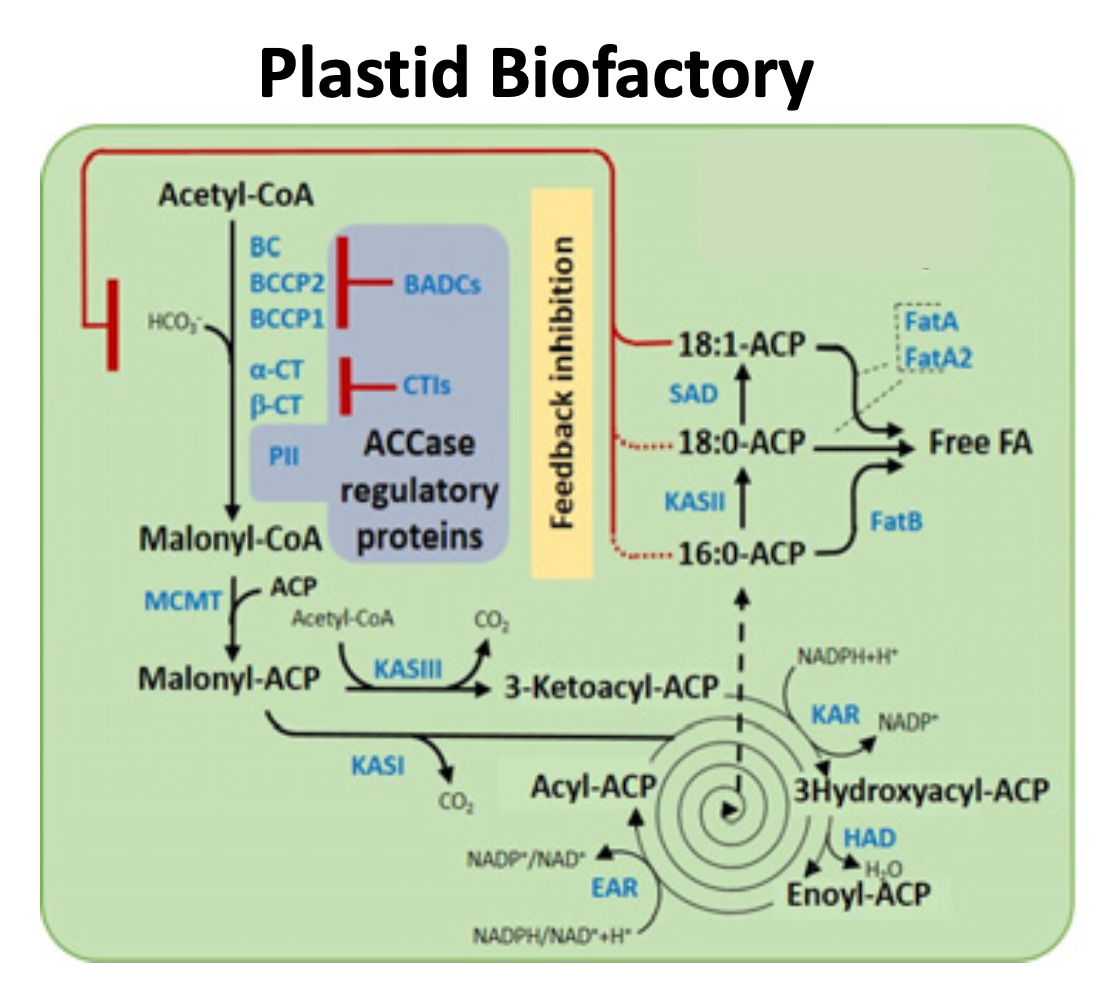 Plastid Biofactory
Acetyl-CoA
BC
BCCP2
BCCP1
BADCs
HCO₃⁻
α-CT
β-CT
CTIs
PII
ACCase
regulatory
proteins
Feedback inhibition
18:1-ACP
SAD
18:0-ACP
KASII
16:0-ACP
FatA
FatA2
Free FA
FatB
Malonyl-CoA
MCMT
ACP
Acetyl-CoA
CO₂
Malonyl-ACP
KASIII
3-Ketoacyl-ACP
NADPH+H⁺
KAR
NADP⁺
KASI
CO₂
Acyl-ACP
3Hydroxyacyl-ACP
HAD
H₂O
Enoyl-ACP
NADP⁺/NAD⁺
EAR
NADPH/NAD⁺+H⁺